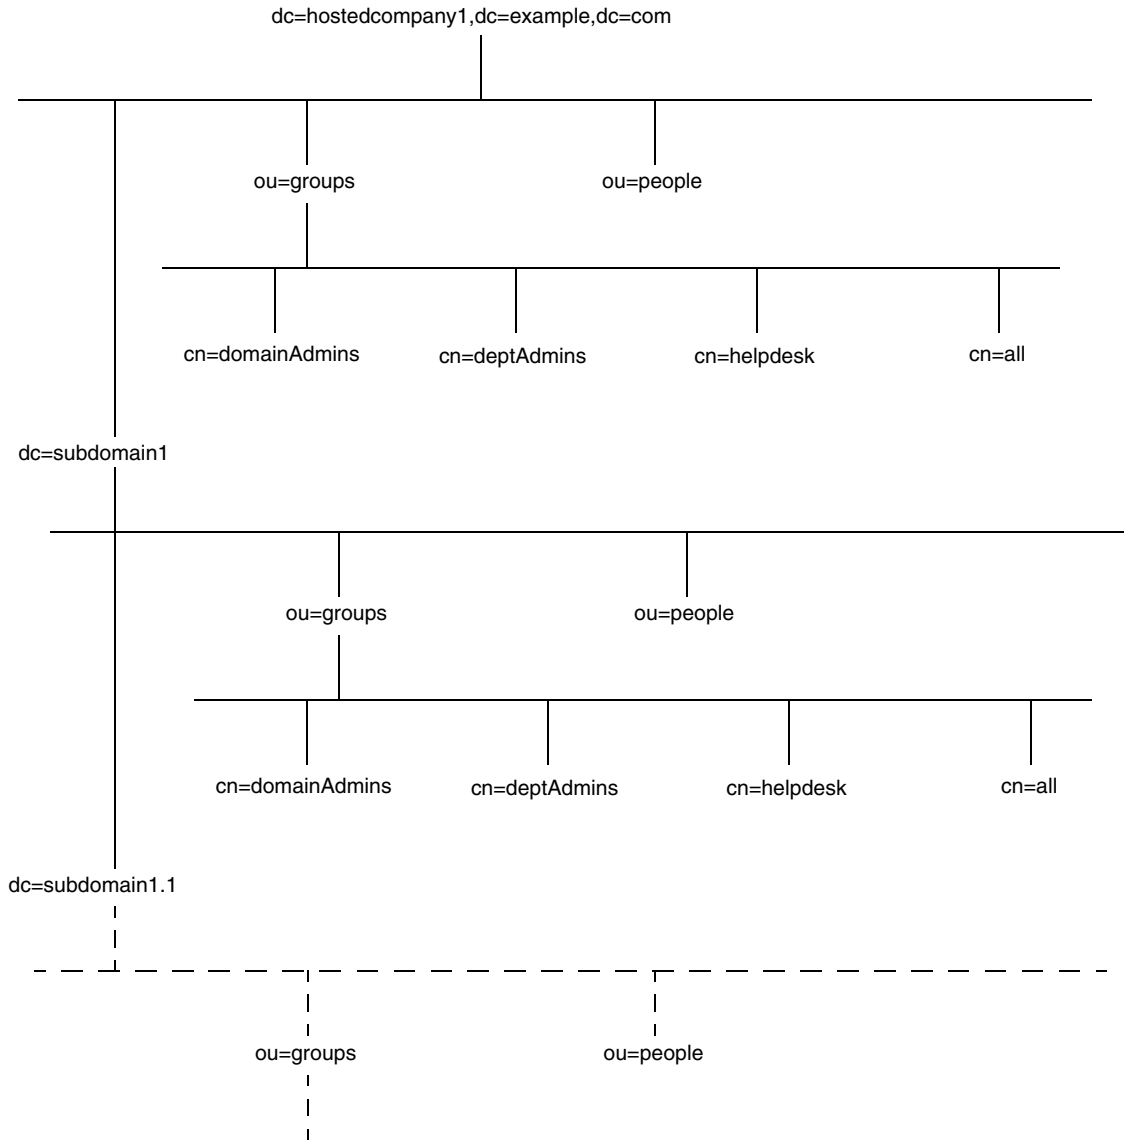 dc=hostedcompany1,dc=example,dc=com
ou=groups
ou=people
cn=domainAdmins
cn=deptAdmins
cn=helpdesk
cn=all
dc=subdomain1
ou=groups
ou=people
cn=domainAdmins
cn=deptAdmins
cn=helpdesk
cn=all
dc=subdomain1.1
ou=groups
ou=people